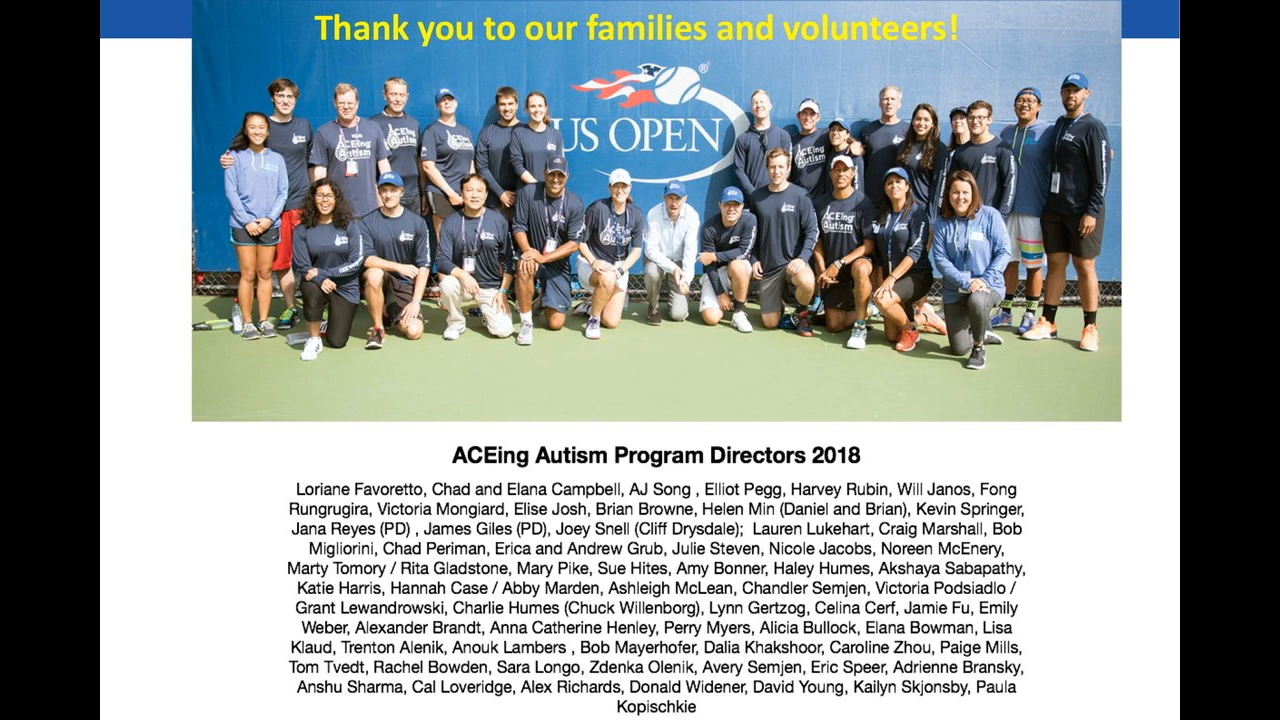 Thank you to our families and volunteers!
US OPEN
ACEing Autism Program Directors 2018
Loriane Favoretto, Chad and Elana Campbell, AJ Song , Elliot Pegg, Harvey Rubin, Will Janos, Fong
Rungrugira, Victoria Mongiard, Elise Josh, Brian Browne, Helen Min (Daniel and Brian), Kevin Springer,
Jana Reyes (PD) , James Giles (PD), Joey Snell (Cliff Drysdale);  Lauren Lukehart, Craig Marshall, Bob
Migliorini, Chad Periman, Erica and Andrew Grub, Julie Steven, Nicole Jacobs, Noreen McEnery,
Marty Tomory / Rita Gladstone, Mary Pike, Sue Hites, Amy Bonner, Haley Humes, Akshaya Sabapathy,
Katie Harris, Hannah Case / Abby Marden, Ashleigh McLean, Chandler Semjen, Victoria Podsiadlo /
Grant Lewandrowski, Charlie Humes (Chuck Willenborg), Lynn Gertzog, Celina Cerf, Jamie Fu, Emily
Weber, Alexander Brandt, Anna Catherine Henley, Perry Myers, Alicia Bullock, Elana Bowman, Lisa
Klaud, Trenton Alenik, Anouk Lambers , Bob Mayerhofer, Dalia Khakshoor, Caroline Zhou, Paige Mills,
Tom Tvedt, Rachel Bowden, Sara Longo, Zdenka Olenik, Avery Semjen, Eric Speer, Adrienne Bransky,
Anshu Sharma, Cal Loveridge, Alex Richards, Donald Widener, David Young, Kailyn Skjonsby, Paula
Kopischkie